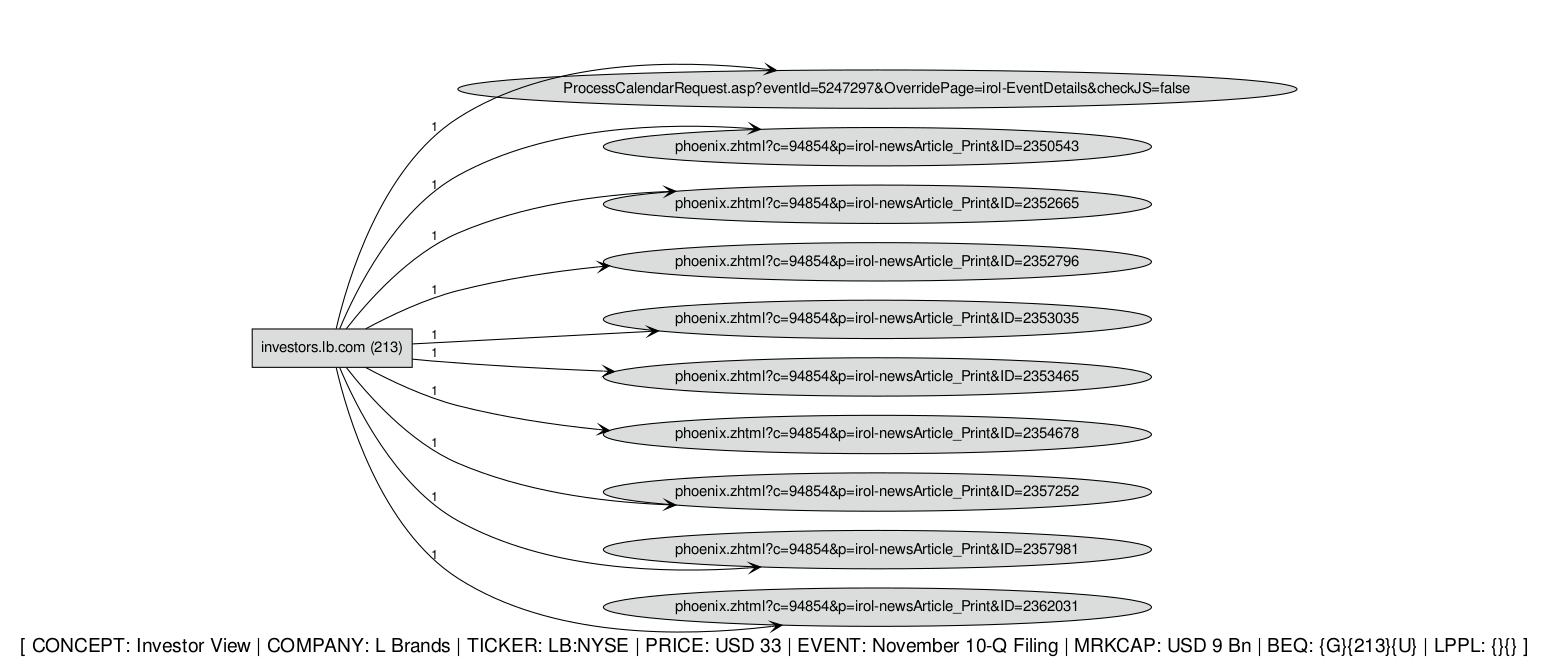 ProcessCalendarRequest.asp?eventId=5247297&OverridePage=irol-EventDetails&checkJS=false
1
phoenix.zhtml?c=94854&p=irol-newsArticle_Print&ID=2350543
1
phoenix.zhtml?c=94854&p=irol-newsArticle_Print&ID=2352665
1
phoenix.zhtml?c=94854&p=irol-newsArticle_Print&ID=2352796
1
phoenix.zhtml?c=94854&p=irol-newsArticle_Print&ID=2353035
1
investors.lb.com (213)
1
phoenix.zhtml?c=94854&p=irol-newsArticle_Print&ID=2353465
1
phoenix.zhtml?c=94854&p=irol-newsArticle_Print&ID=2354678
1
phoenix.zhtml?c=94854&p=irol-newsArticle_Print&ID=2357252
1
phoenix.zhtml?c=94854&p=irol-newsArticle_Print&ID=2357981
1
phoenix.zhtml?c=94854&p=irol-newsArticle_Print&ID=2362031
[ CONCEPT: Investor View | COMPANY: L Brands | TICKER: LB:NYSE | PRICE: USD 33 | EVENT: November 10-Q Filing | MRKCAP: USD 9 Bn | BEQ: {G}{213}{U} | LPPL: {}{} ]